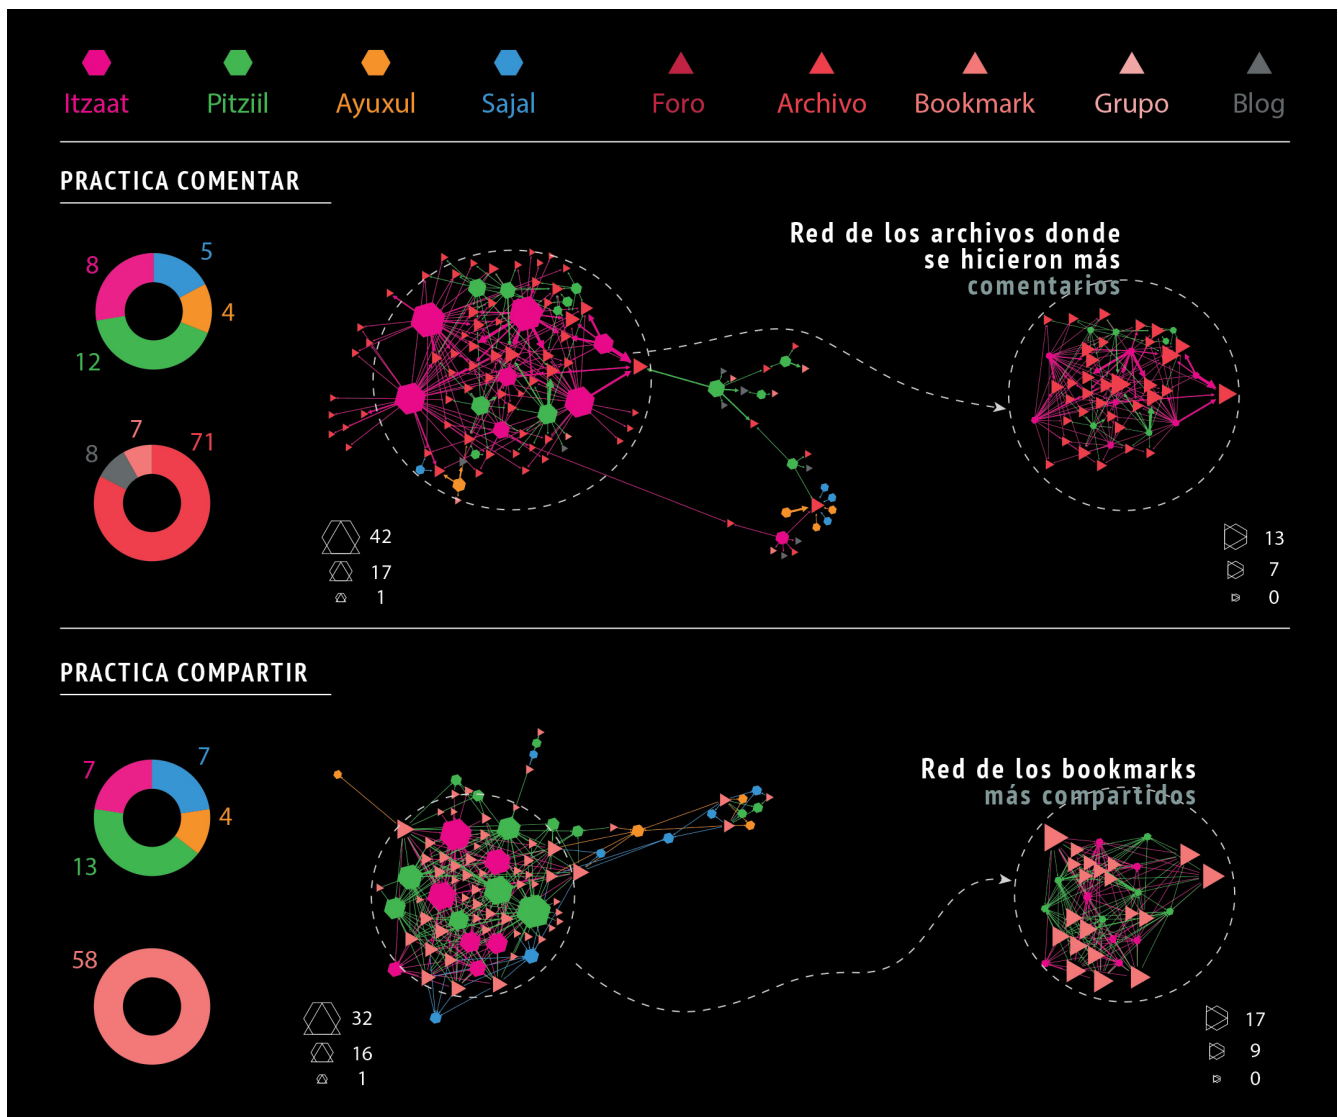 Itzaat Pitziil Ayuxul Sajal Foro Archivo Bookmark Grupo Blog
PRACTICA COMENTAR
8 5
4
12
Red de los archivos donde
se hicieron más
comentarios
7 71
8
42
17
1
13
7
0
PRACTICA COMPARTIR
7 7
4
13
Red de los bookmarks
más compartidos
58
32
16
1
17
9
0